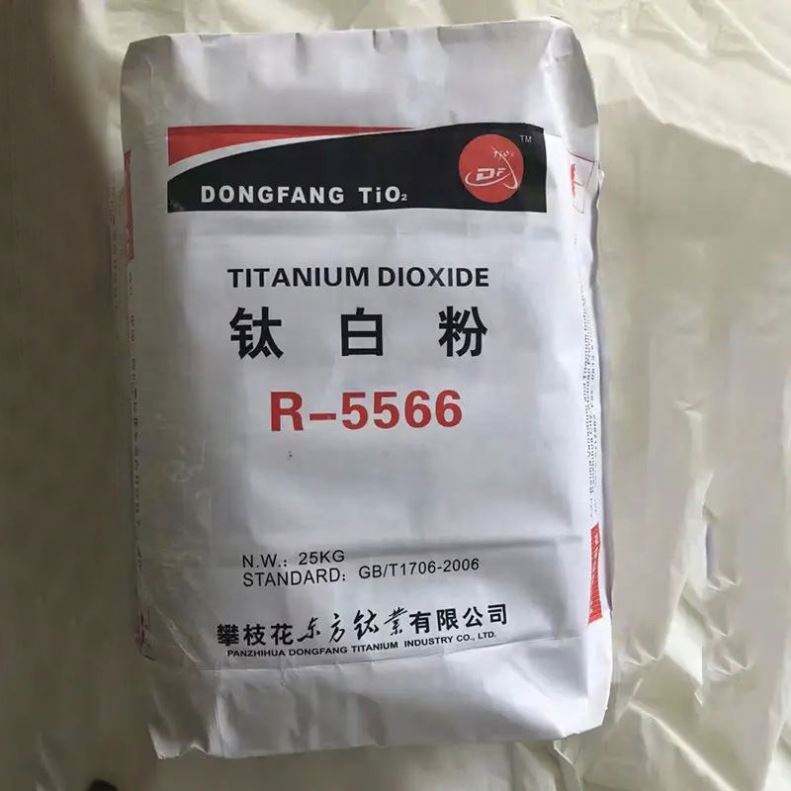 TiO₂
DF
TM
DONGFANG TiO₂
TITANIUM DIOXIDE
钛白粉
R-5566
N.W.: 25KG
STANDARD: GB/T1706-2006
攀枝花东方钛业有限公司
PANZHIHUA DONGFANG TITANIUM INDUSTRY CO., LTD.